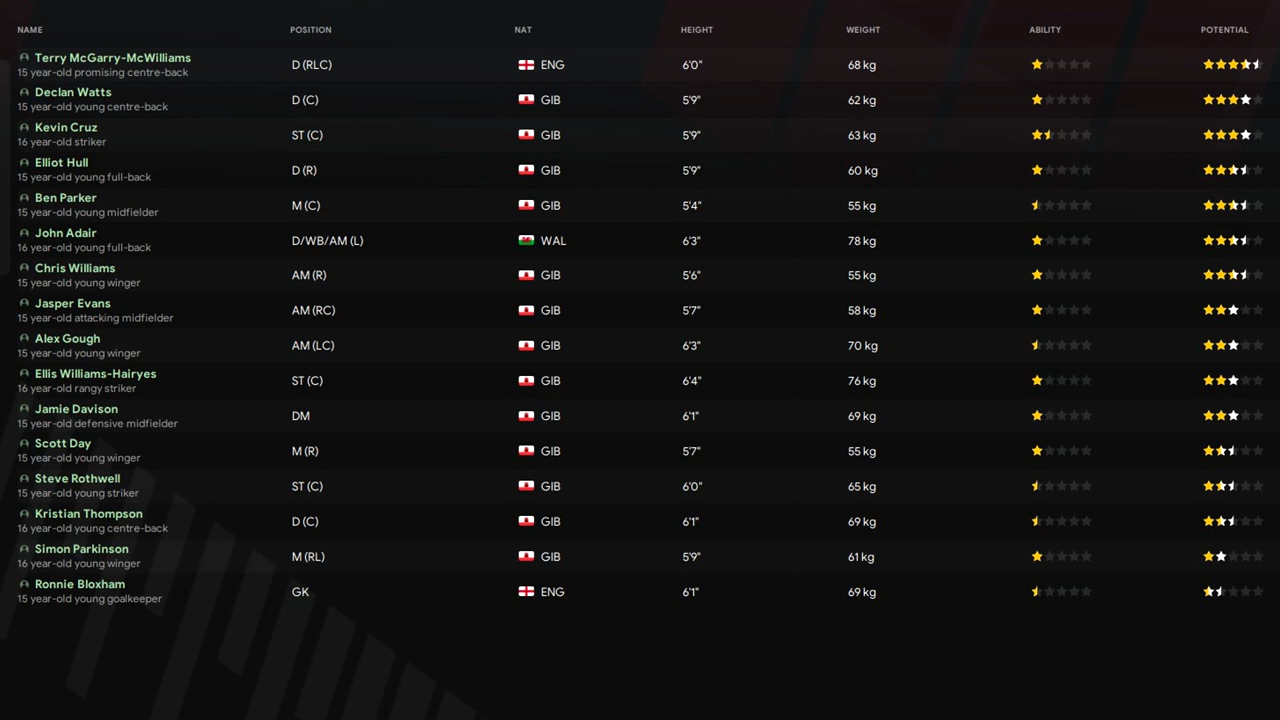 NAME POSITION NAT HEIGHT WEIGHT ABILITY POTENTIAL
Terry McGarry-McWilliams
15 year-old promising centre-back
D (RLC) ENG 6'0" 68 kg
Declan Watts
15 year-old young centre-back
D (C) GIB 5'9" 62 kg
Kevin Cruz
16 year-old striker
ST (C) GIB 5'9" 63 kg
Elliot Hull
15 year-old young full-back
D (R) GIB 5'9" 60 kg
Ben Parker
15 year-old young midfielder
M (C) GIB 5'4" 55 kg
John Adair
16 year-old young full-back
D/WB/AM (L) WAL 6'3" 78 kg
Chris Williams
15 year-old young winger
AM (R) GIB 5'6" 55 kg
Jasper Evans
15 year-old attacking midfielder
AM (RC) GIB 5'7" 58 kg
Alex Gough
15 year-old young winger
AM (LC) GIB 6'3" 70 kg
Ellis Williams-Hairyes
16 year-old rangy striker
ST (C) GIB 6'4" 76 kg
Jamie Davison
15 year-old defensive midfielder
DM GIB 6'1" 69 kg
Scott Day
15 year-old young winger
M (R) GIB 5'7" 55 kg
Steve Rothwell
15 year-old young striker
ST (C) GIB 6'0" 65 kg
Kristian Thompson
16 year-old young centre-back
D (C) GIB 6'1" 69 kg
Simon Parkinson
16 year-old young winger
M (RL) GIB 5'9" 61 kg
Ronnie Bloxham
15 year-old young goalkeeper
GK ENG 6'1" 69 kg